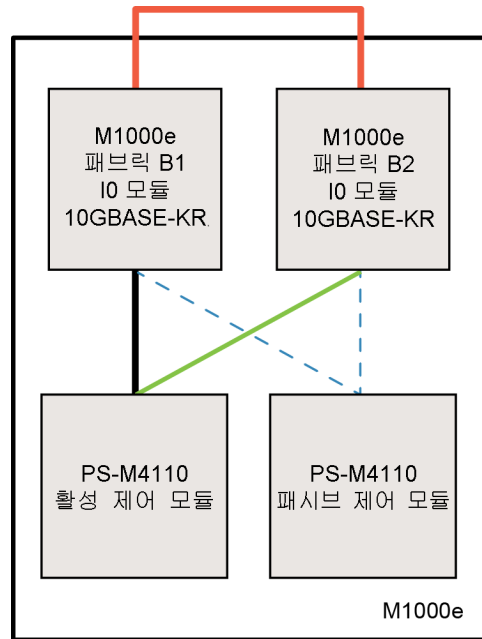 M1000e
패브릭 B1
I0 모듈
10GBASE-KR
M1000e
패브릭 B2
I0 모듈
10GBASE-KR
PS-M4110
활성 제어 모듈
PS-M4110
패시브 제어 모듈
M1000e